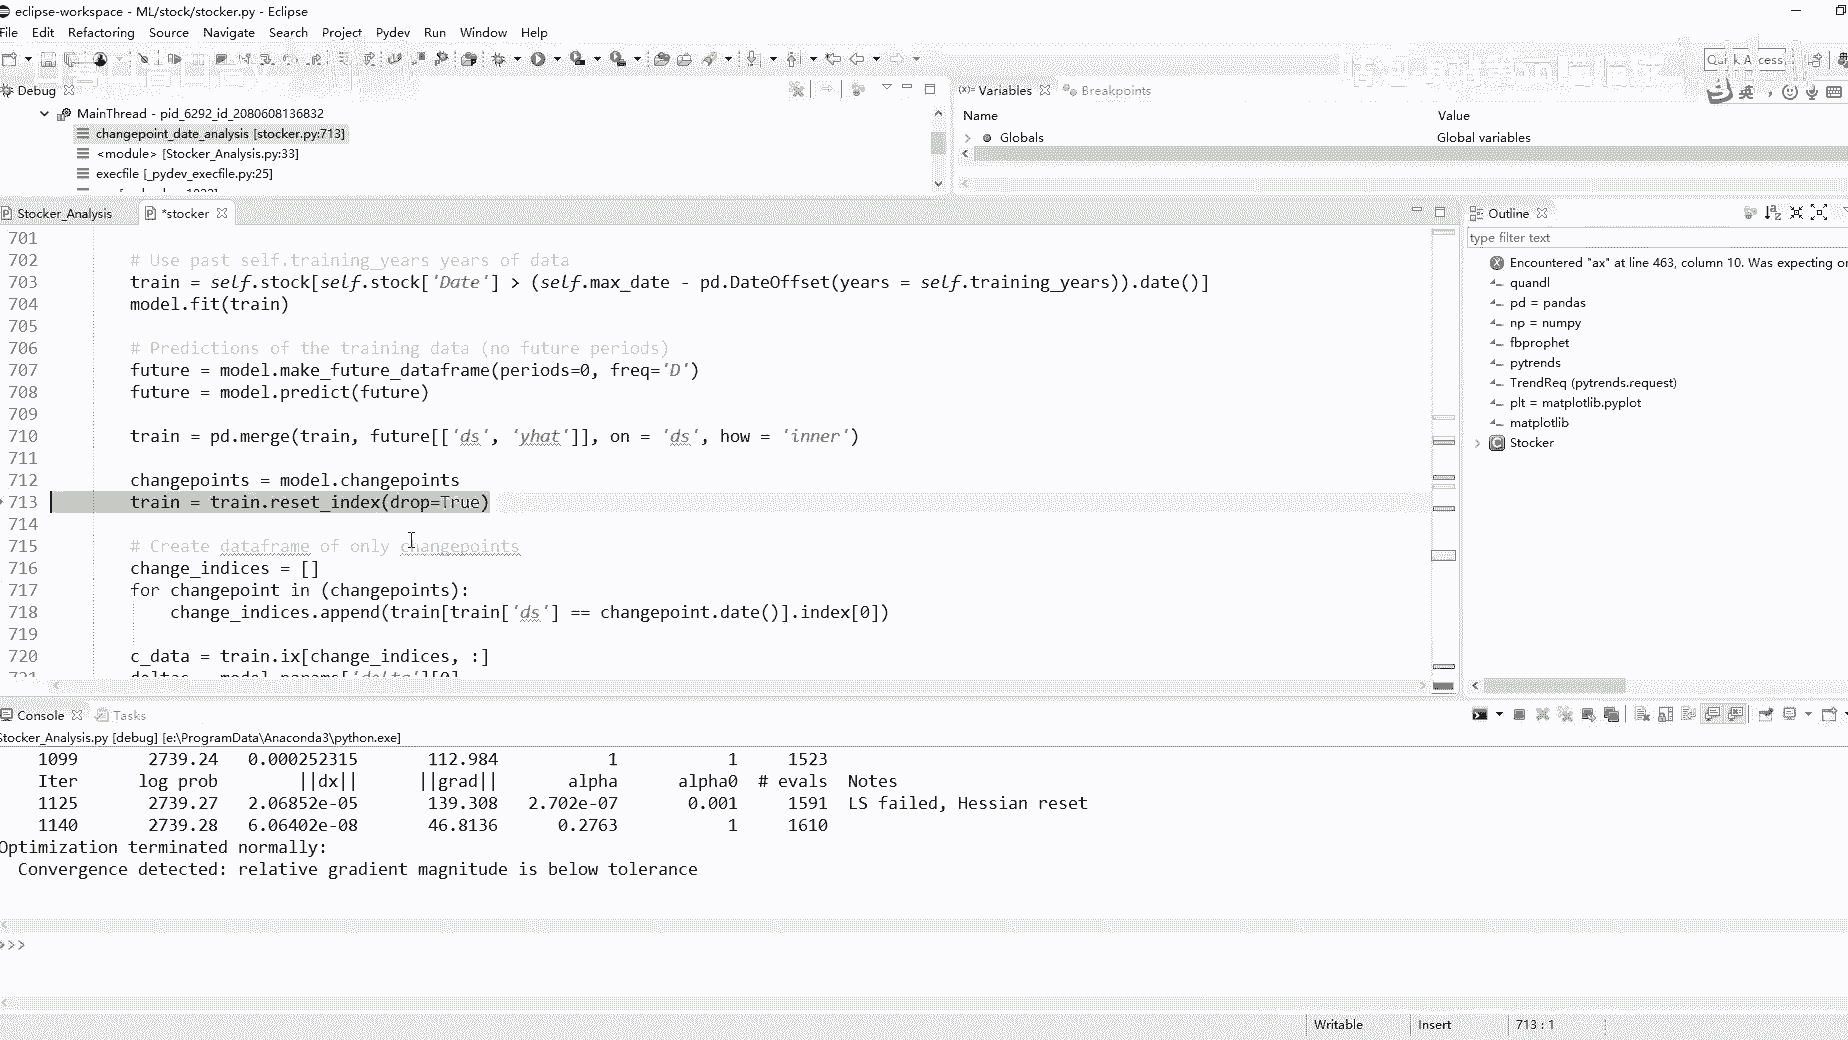 eclipse-workspace - ML/stock/stocker.py - Eclipse
File Edit Refactoring Source Navigate Search Project Pydev Run Window Help
Debug
MainThread - pid_6292_id_2080608136832
changepoint_date_analysis [stocker.py:713]
<module> [Stocker_Analysis.py:33]
execfile [_pydev_execfile.py:25]
(x)= Variables Breakpoints
Name Value
Globals Global variables
Stocker_Analysis *stocker
701
702 # Use past self.training_years years of data
703 train = self.stock[self.stock['Date'] > (self.max_date - pd.DateOffset(years = self.training_years)).date()]
704 model.fit(train)
705
706 # Predictions of the training data (no future periods)
707 future = model.make_future_dataframe(periods=0, freq='D')
708 future = model.predict(future)
709
710 train = pd.merge(train, future[['ds', 'yhat']], on = 'ds', how = 'inner')
711
712 changepoints = model.changepoints
713 train = train.reset_index(drop=True)
714
715 # Create dataframe of only changepoints
716 change_indices = []
717 for changepoint in (changepoints):
718 change_indices.append(train[train['ds'] == changepoint.date()].index[0])
719
720 c_data = train.ix[change_indices, :]
Outline
type filter text
Encountered "ax" at line 463, column 10. Was expecting
quandl
pd = pandas
np = numpy
fbprophet
pytrends
TrendReq (pytrends.request)
plt = matplotlib.pyplot
matplotlib
Stocker
Console Tasks
Stocker_Analysis.py [debug] [e:\ProgramData\Anaconda3\python.exe]
1099 2739.24 0.000252315 112.984 1 1 1523
Iter log prob ||dx|| ||grad|| alpha alpha0 # evals Notes
1125 2739.27 2.06852e-05 139.308 2.702e-07 0.001 1591 LS failed, Hessian reset
1140 2739.28 6.06402e-08 46.8136 0.2763 1 1610
Optimization terminated normally:
Convergence detected: relative gradient magnitude is below tolerance
>>>
Writable Insert 713 : 1